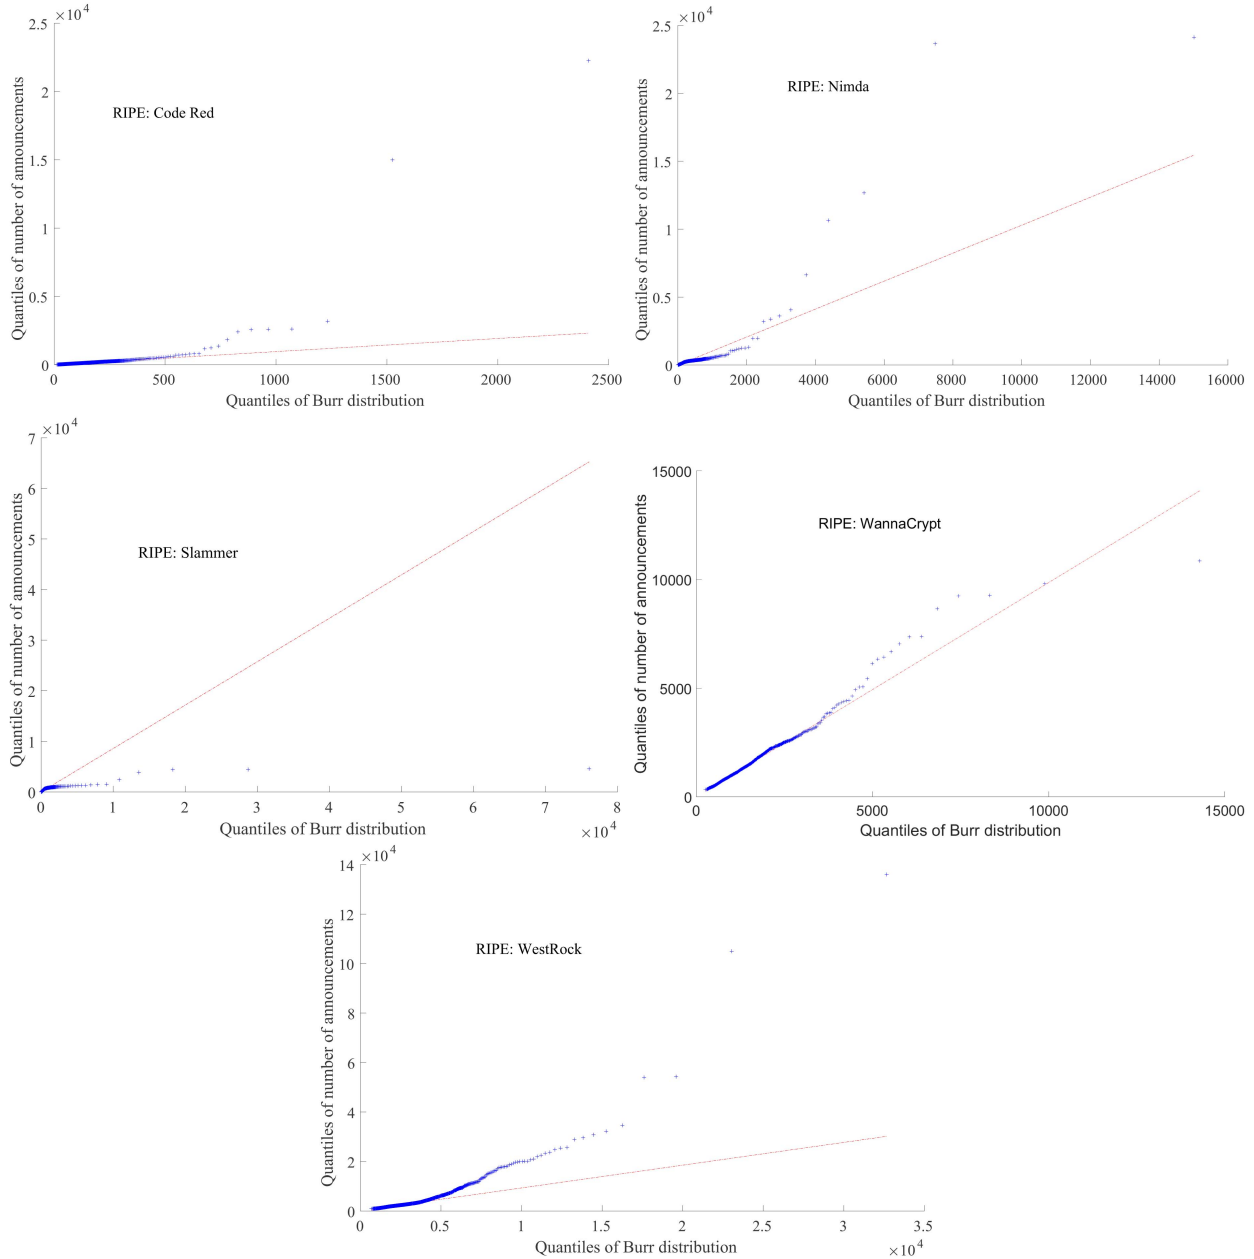 ×10⁴
2.5
2
1.5
1
0.5
0
Quantiles of number of announcements
RIPE: Code Red
500 1000 1500 2000 2500
Quantiles of Burr distribution
×10⁴
2.5
2
1.5
1
0.5
0
Quantiles of number of announcements
RIPE: Nimda
0 2000 4000 6000 8000 10000 12000 14000 16000
Quantiles of Burr distribution
×10⁴
7
6
5
4
3
2
1
0
Quantiles of number of announcements
RIPE: Slammer
0 1 2 3 4 5 6 7 8
Quantiles of Burr distribution
×10⁴
15000
10000
5000
0
Quantiles of number of announcements
RIPE: WannaCrypt
0 5000 10000 15000
Quantiles of Burr distribution
×10⁴
14
12
10
8
6
4
2
0
Quantiles of number of announcements
RIPE: WestRock
0 0.5 1 1.5 2 2.5 3 3.5
Quantiles of Burr distribution
×10⁴